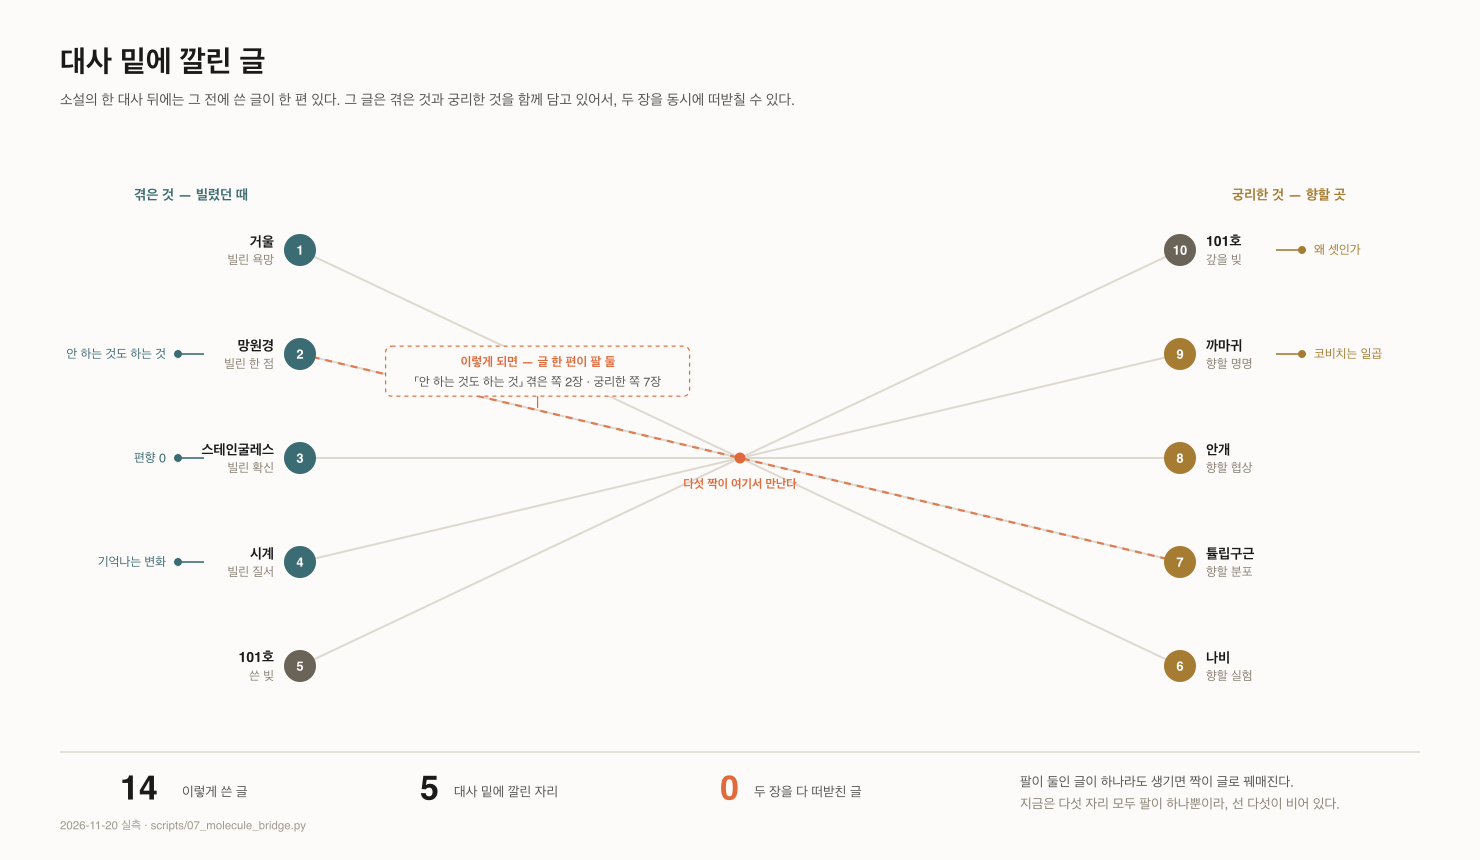 대사 밑에 깔린 글
소설의 한 대사 뒤에는 그 전에 쓴 글이 한 편 있다. 그 글은 겪은 것과 궁리한 것을 함께 담고 있어서, 두 장을 동시에 떠받칠 수 있다.
겪은 것 — 빌렸던 때
궁리한 것 — 향할 곳
거울
빌린 욕망
1
10
101호
갚을 빚
왜 셋인가
안 하는 것도 하는 것
망원경
빌린 한 점
2
이렇게 되면 — 글 한 편이 팔 둘
「안 하는 것도 하는 것」 겪은 쪽 2장 · 궁리한 쪽 7장
9
까마귀
향할 명명
코비치는 일곱
편향 0
스테인굴레스
빌린 확신
3
다섯 짝이 여기서 만난다
8
안개
향할 협상
기억나는 변화
시계
빌린 질서
4
7
튤립구근
향할 분포
101호
쓴 빚
5
6
나비
향할 실험
14 이렇게 쓴 글
5 대사 밑에 깔린 자리
0 두 장을 다 떠받친 글
팔이 둘인 글이 하나라도 생기면 짝이 글로 꿰매진다.
지금은 다섯 자리 모두 팔이 하나뿐이라, 선 다섯이 비어 있다.
2026-11-20 실측 · scripts/07_molecule_bridge.py